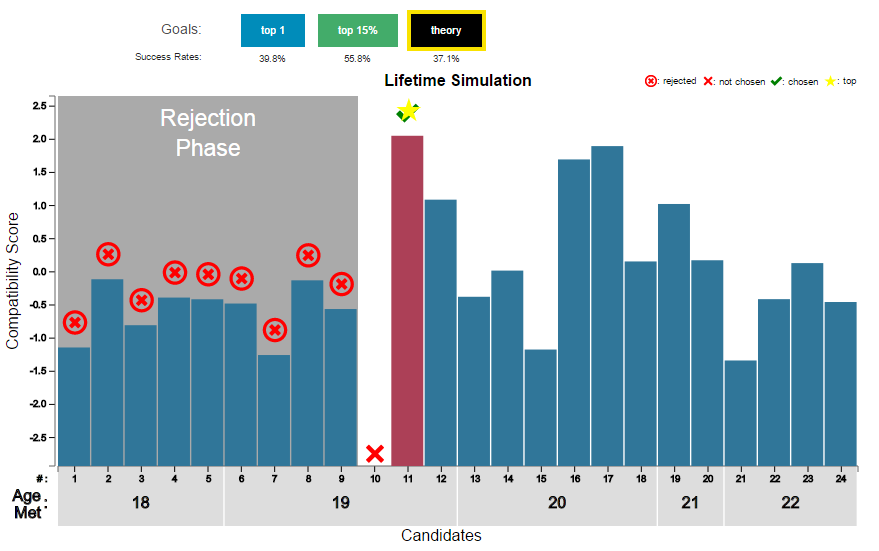 Goals: top 1 top 15% theory
Success Rates: 39.8% 55.8% 37.1%
Lifetime Simulation
: rejected : not chosen : chosen : top
Rejection
Phase
Compatibility Score
2.5
2.0
1.5
1.0
0.5
0.0
-0.5
-1.0
-1.5
-2.0
-2.5
#: 1 2 3 4 5 6 7 8 9 10 11 12 13 14 15 16 17 18 19 20 21 22 23 24
Age Met : 18 19 20 21 22
Candidates